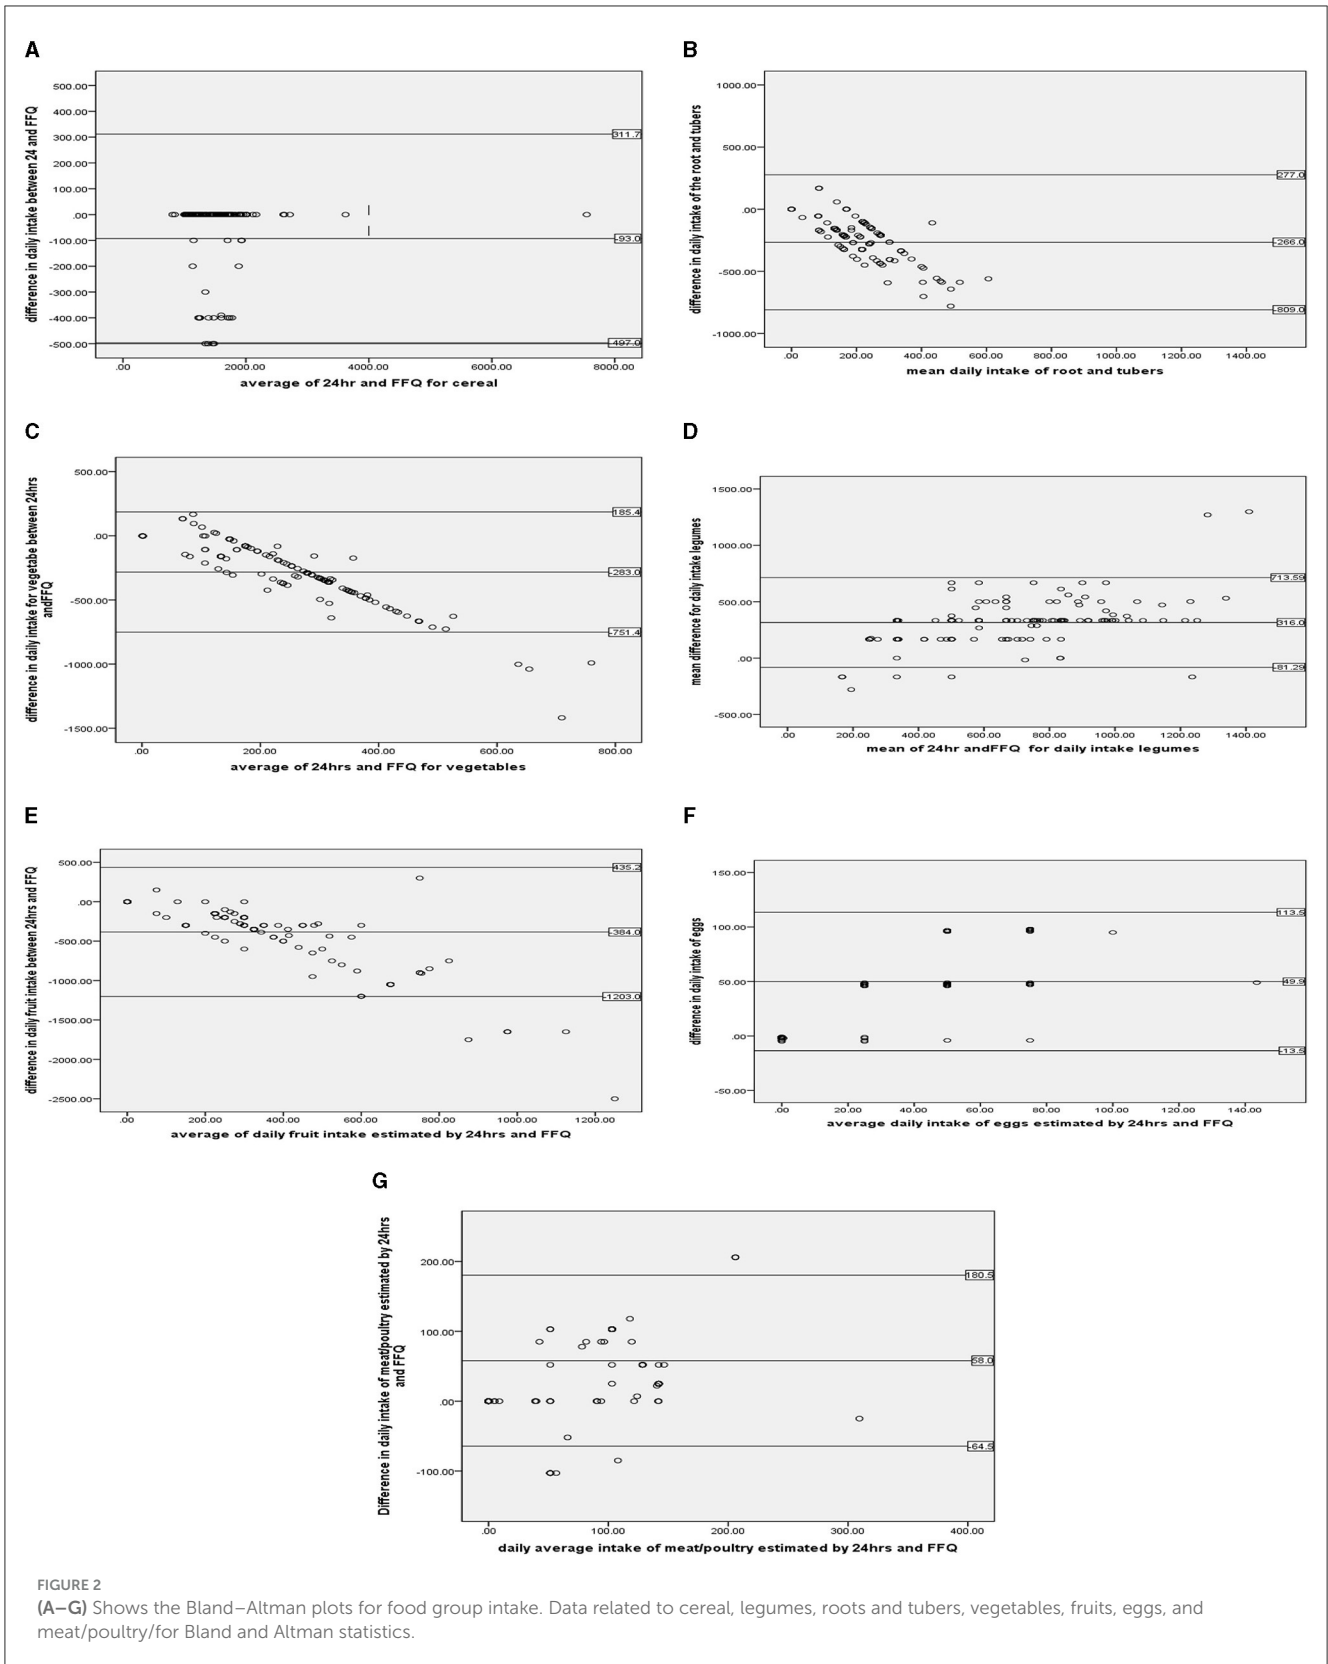 A
difference in daily intake between 24 and FFQ
500.00
400.00
300.00
200.00
100.00
.00
-100.00
-200.00
-300.00
-400.00
-500.00
311.7
-93.0
-497.0
.00 2000.00 4000.00 6000.00 8000.00
average of 24hr and FFQ for cereal
B
difference in daily intake of the root and tubers
1000.00
500.00
.00
-500.00
-1000.00
277.0
-266.0
-809.0
.00 200.00 400.00 600.00 800.00 1000.00 1200.00 1400.00
mean daily intake of root and tubers
C
difference in daily intake for vegetabe between 24hrs
andFFQ
500.00
.00
-500.00
-1000.00
-1500.00
185.4
-283.0
-751.4
.00 200.00 400.00 600.00 800.00
average of 24hrs and FFQ for vegetables
D
mean difference for daily intake legumes
1500.00
1000.00
500.00
.00
-500.00
713.59
316.0
-81.29
.00 200.00 400.00 600.00 800.00 1000.00 1200.00 1400.00
mean of 24hr andFFQ for daily intake legumes
E
difference in daily fruit intake between 24hrs and FFQ
500.00
.00
-500.00
-1000.00
-1500.00
-2000.00
-2500.00
435.2
-384.0
-1203.0
.00 200.00 400.00 600.00 800.00 1000.00 1200.00
average of daily fruit intake estimated by 24hrs and FFQ
F
difference in daily intake of eggs
150.00
100.00
50.00
.00
-50.00
113.5
49.9
-13.5
.00 20.00 40.00 60.00 80.00 100.00 120.00 140.00
average daily intake of eggs estimated by 24hrs and FFQ
G
Difference in daily intake of meat/poultry estimated by 24hrs
and FFQ
200.00
100.00
.00
-100.00
180.5
58.0
-64.5
.00 100.00 200.00 300.00 400.00
daily average intake of meat/poultry estimated by 24hrs and FFQ
FIGURE 2
(A–G) Shows the Bland–Altman plots for food group intake. Data related to cereal, legumes, roots and tubers, vegetables, fruits, eggs, and
meat/poultry/for Bland and Altman statistics.